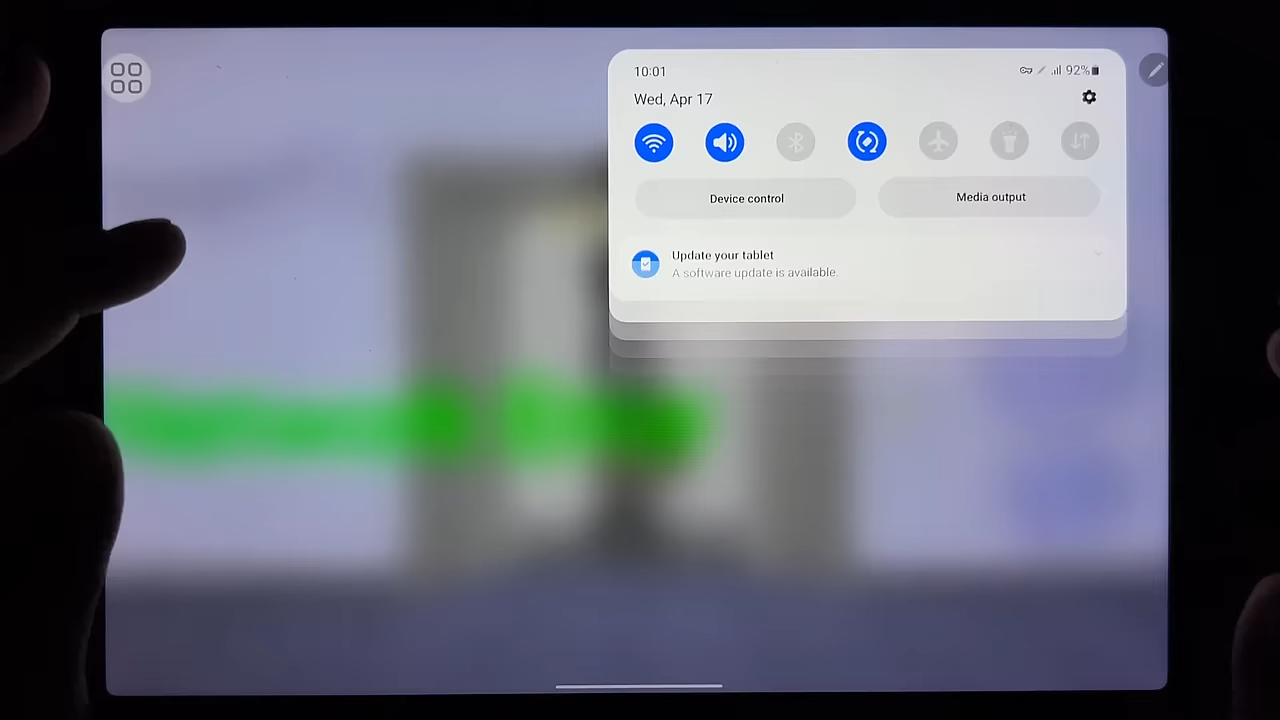 10:01
92%
Wed, Apr 17
Device control
Media output
Update your tablet
A software update is available.